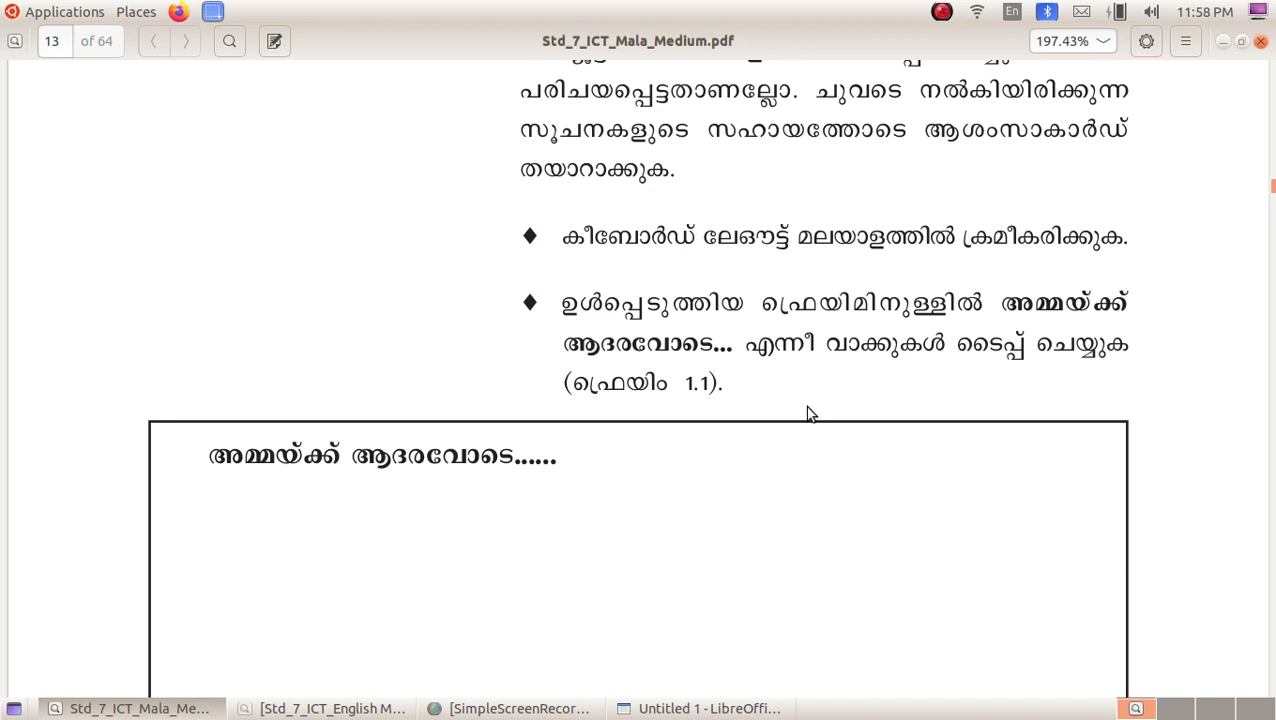 Applications Places En 11:58 PM
13 of 64 Std_7_ICT_Mala_Medium.pdf 197.43%
പരിചയപ്പെട്ടതാണല്ലോ. ചുവടെ നൽകിയിരിക്കുന്ന
സൂചനകളുടെ സഹായത്തോടെ ആശംസാകാർഡ്
തയാറാക്കുക.
♦ കീബോർഡ് ലേഔട്ട് മലയാളത്തിൽ ക്രമീകരിക്കുക.
♦ ഉൾപ്പെടുത്തിയ ഫ്രെയിമിനുള്ളിൽ അമ്മയ്ക്ക്
ആദരവോടെ... എന്നീ വാക്കുകൾ ടൈപ്പ് ചെയ്യുക
(ഫ്രെയിം 1.1).
അമ്മയ്ക്ക് ആദരവോടെ......
Std_7_ICT_Mala_Me... [Std_7_ICT_English M... [SimpleScreenRecor... Untitled 1 - LibreOffi...